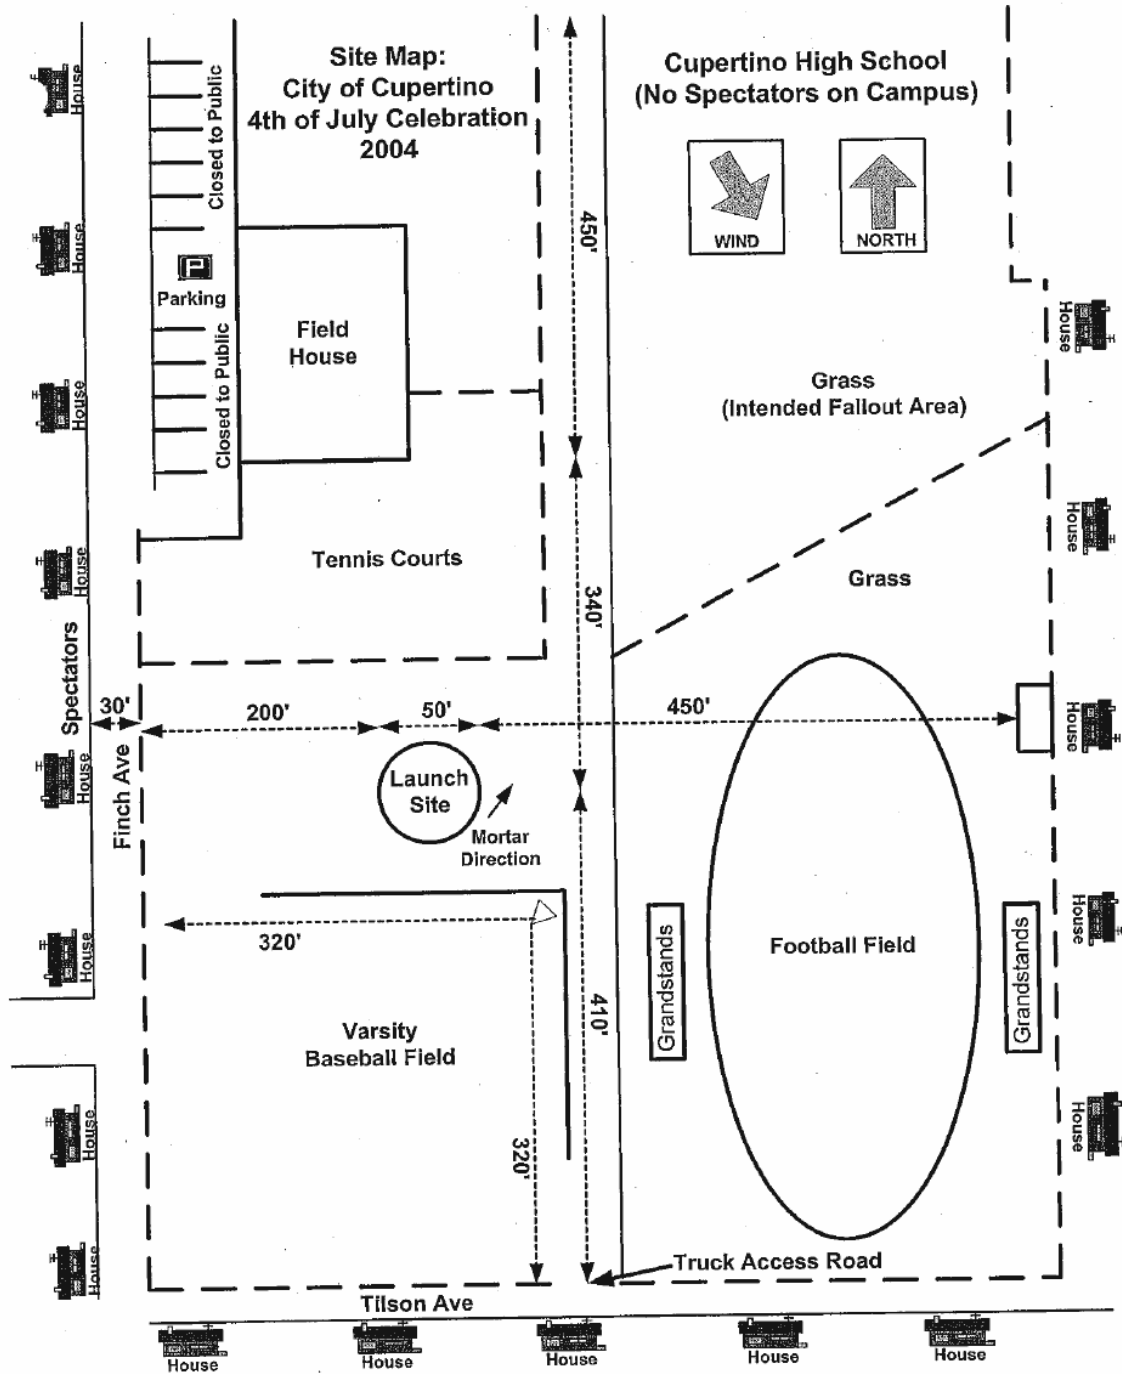 Site Map:
City of Cupertino
4th of July Celebration
2004
Cupertino High School
(No Spectators on Campus)
WIND
NORTH
House
House
House
House
House
House
House
House
Closed to Public
P
Parking
Closed to Public
Field
House
450'
Grass
(Intended Fallout Area)
House
House
House
House
House
Tennis Courts
340'
Grass
Spectators
30'
200'
50'
450'
Finch Ave
Launch
Site
Mortar
Direction
320'
Varsity
Baseball Field
320'
410'
Grandstands
Football Field
Grandstands
Truck Access Road
Tilson Ave
House
House
House
House
House